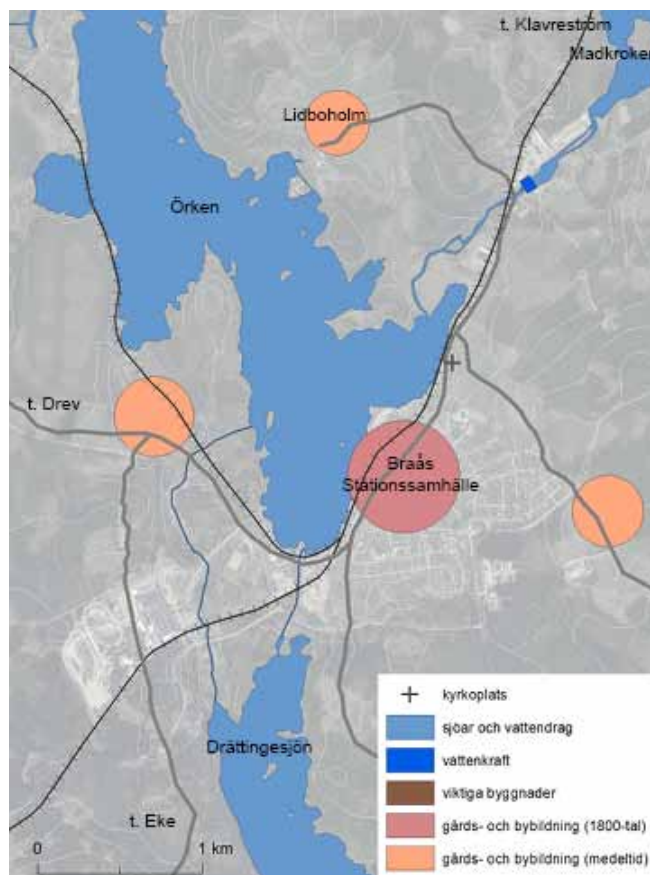 t. Klavreström
Madkroken
Lidboholm
Örken
t. Drev
Braås
Stationssamhälle
Drättingesjön
t. Eke
0 1 km
kyrkoplats
sjöar och vattendrag
vattenkraft
viktiga byggnader
gårds- och bybildning (1800-tal)
gårds- och bybildning (medeltid)